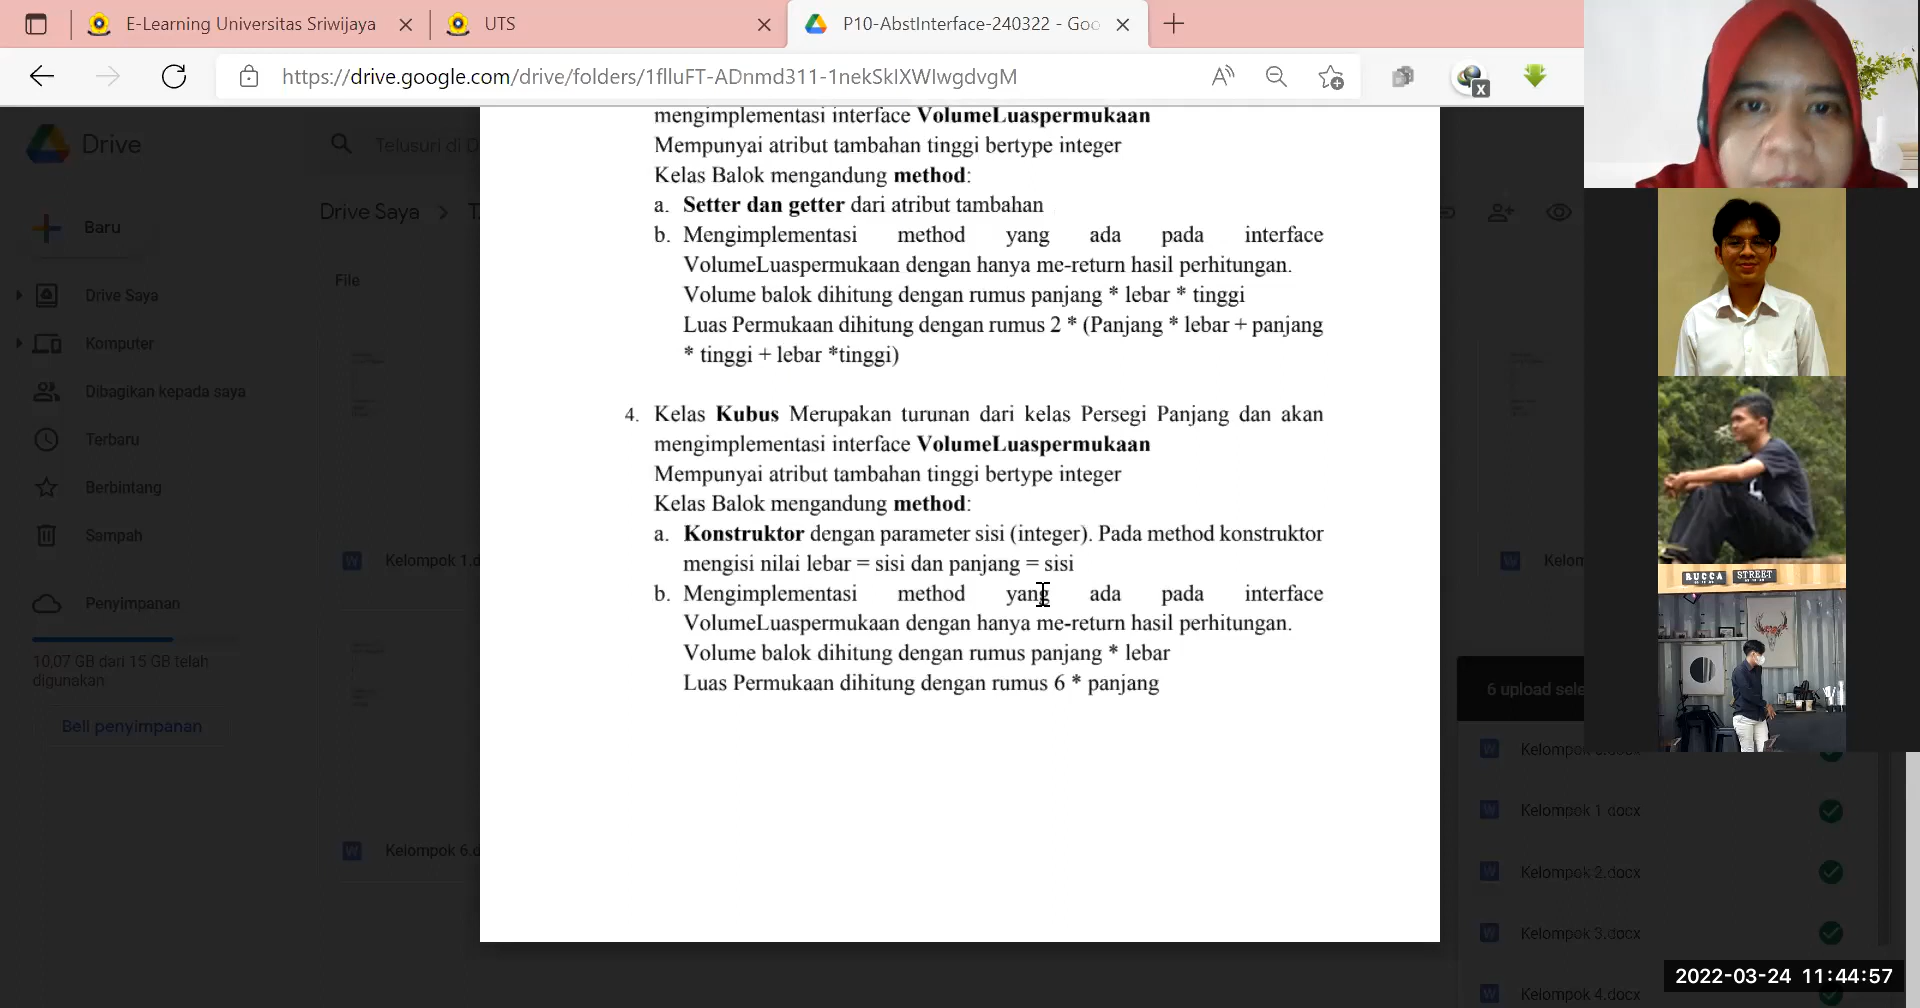 E-Learning Universitas Sriwijaya
UTS
P10-AbstInterface-240322 - Goo
https://drive.google.com/drive/folders/1flluFT-ADnmd311-1nekSkIXWIwgdvgM
Drive
Telusuri di D
Baru
Drive Saya
File
Drive Saya
Komputer
Dibagikan kepada saya
Terbaru
Berbintang
Sampah
Penyimpanan
10,07 GB dari 15 GB telah
digunakan
Beli penyimpanan
Kelompok 1.d
Kelompok 6.d
mengimplementasi interface VolumeLuaspermukaan
Mempunyai atribut tambahan tinggi bertype integer
Kelas Balok mengandung method:
a. Setter dan getter dari atribut tambahan
b. Mengimplementasi method yang ada pada interface
VolumeLuaspermukaan dengan hanya me-return hasil perhitungan.
Volume balok dihitung dengan rumus panjang * lebar * tinggi
Luas Permukaan dihitung dengan rumus 2 * (Panjang * lebar + panjang
* tinggi + lebar *tinggi)
4. Kelas Kubus Merupakan turunan dari kelas Persegi Panjang dan akan
mengimplementasi interface VolumeLuaspermukaan
Mempunyai atribut tambahan tinggi bertype integer
Kelas Balok mengandung method:
a. Konstruktor dengan parameter sisi (integer). Pada method konstruktor
mengisi nilai lebar = sisi dan panjang = sisi
b. Mengimplementasi method yang ada pada interface
VolumeLuaspermukaan dengan hanya me-return hasil perhitungan.
Volume balok dihitung dengan rumus panjang * lebar
Luas Permukaan dihitung dengan rumus 6 * panjang
Kelom
6 upload sele
Kelompok 1.docx
Kelompok 2.docx
Kelompok 3.docx
Kelompok 4.docx
RUCCA STREET
2022-03-24 11:44:57